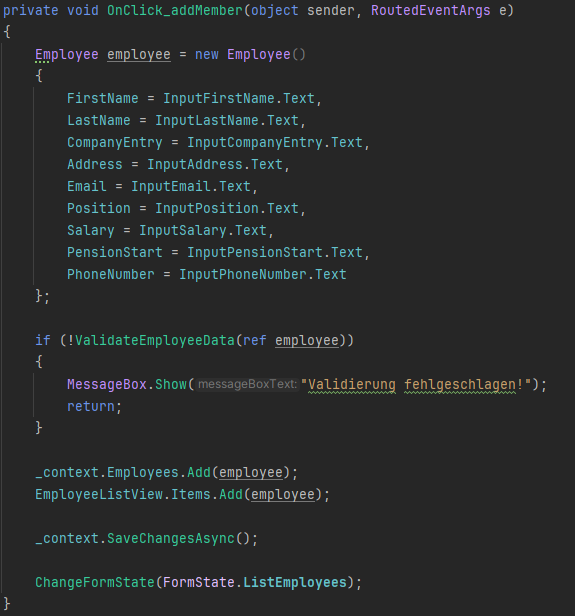 private void OnClick_addMember(object sender, RoutedEventArgs e)
{
    Employee employee = new Employee()
    {
        FirstName = InputFirstName.Text,
        LastName = InputLastName.Text,
        CompanyEntry = InputCompanyEntry.Text,
        Address = InputAddress.Text,
        Email = InputEmail.Text,
        Position = InputPosition.Text,
        Salary = InputSalary.Text,
        PensionStart = InputPensionStart.Text,
        PhoneNumber = InputPhoneNumber.Text
    };
    if (!ValidateEmployeeData(ref employee))
    {
        MessageBox.Show( messageBoxText: "Validierung fehlgeschlagen!");
        return;
    }
    _context.Employees.Add(employee);
    EmployeeListView.Items.Add(employee);
    _context.SaveChangesAsync();
    ChangeFormState(FormState.ListEmployees);
}